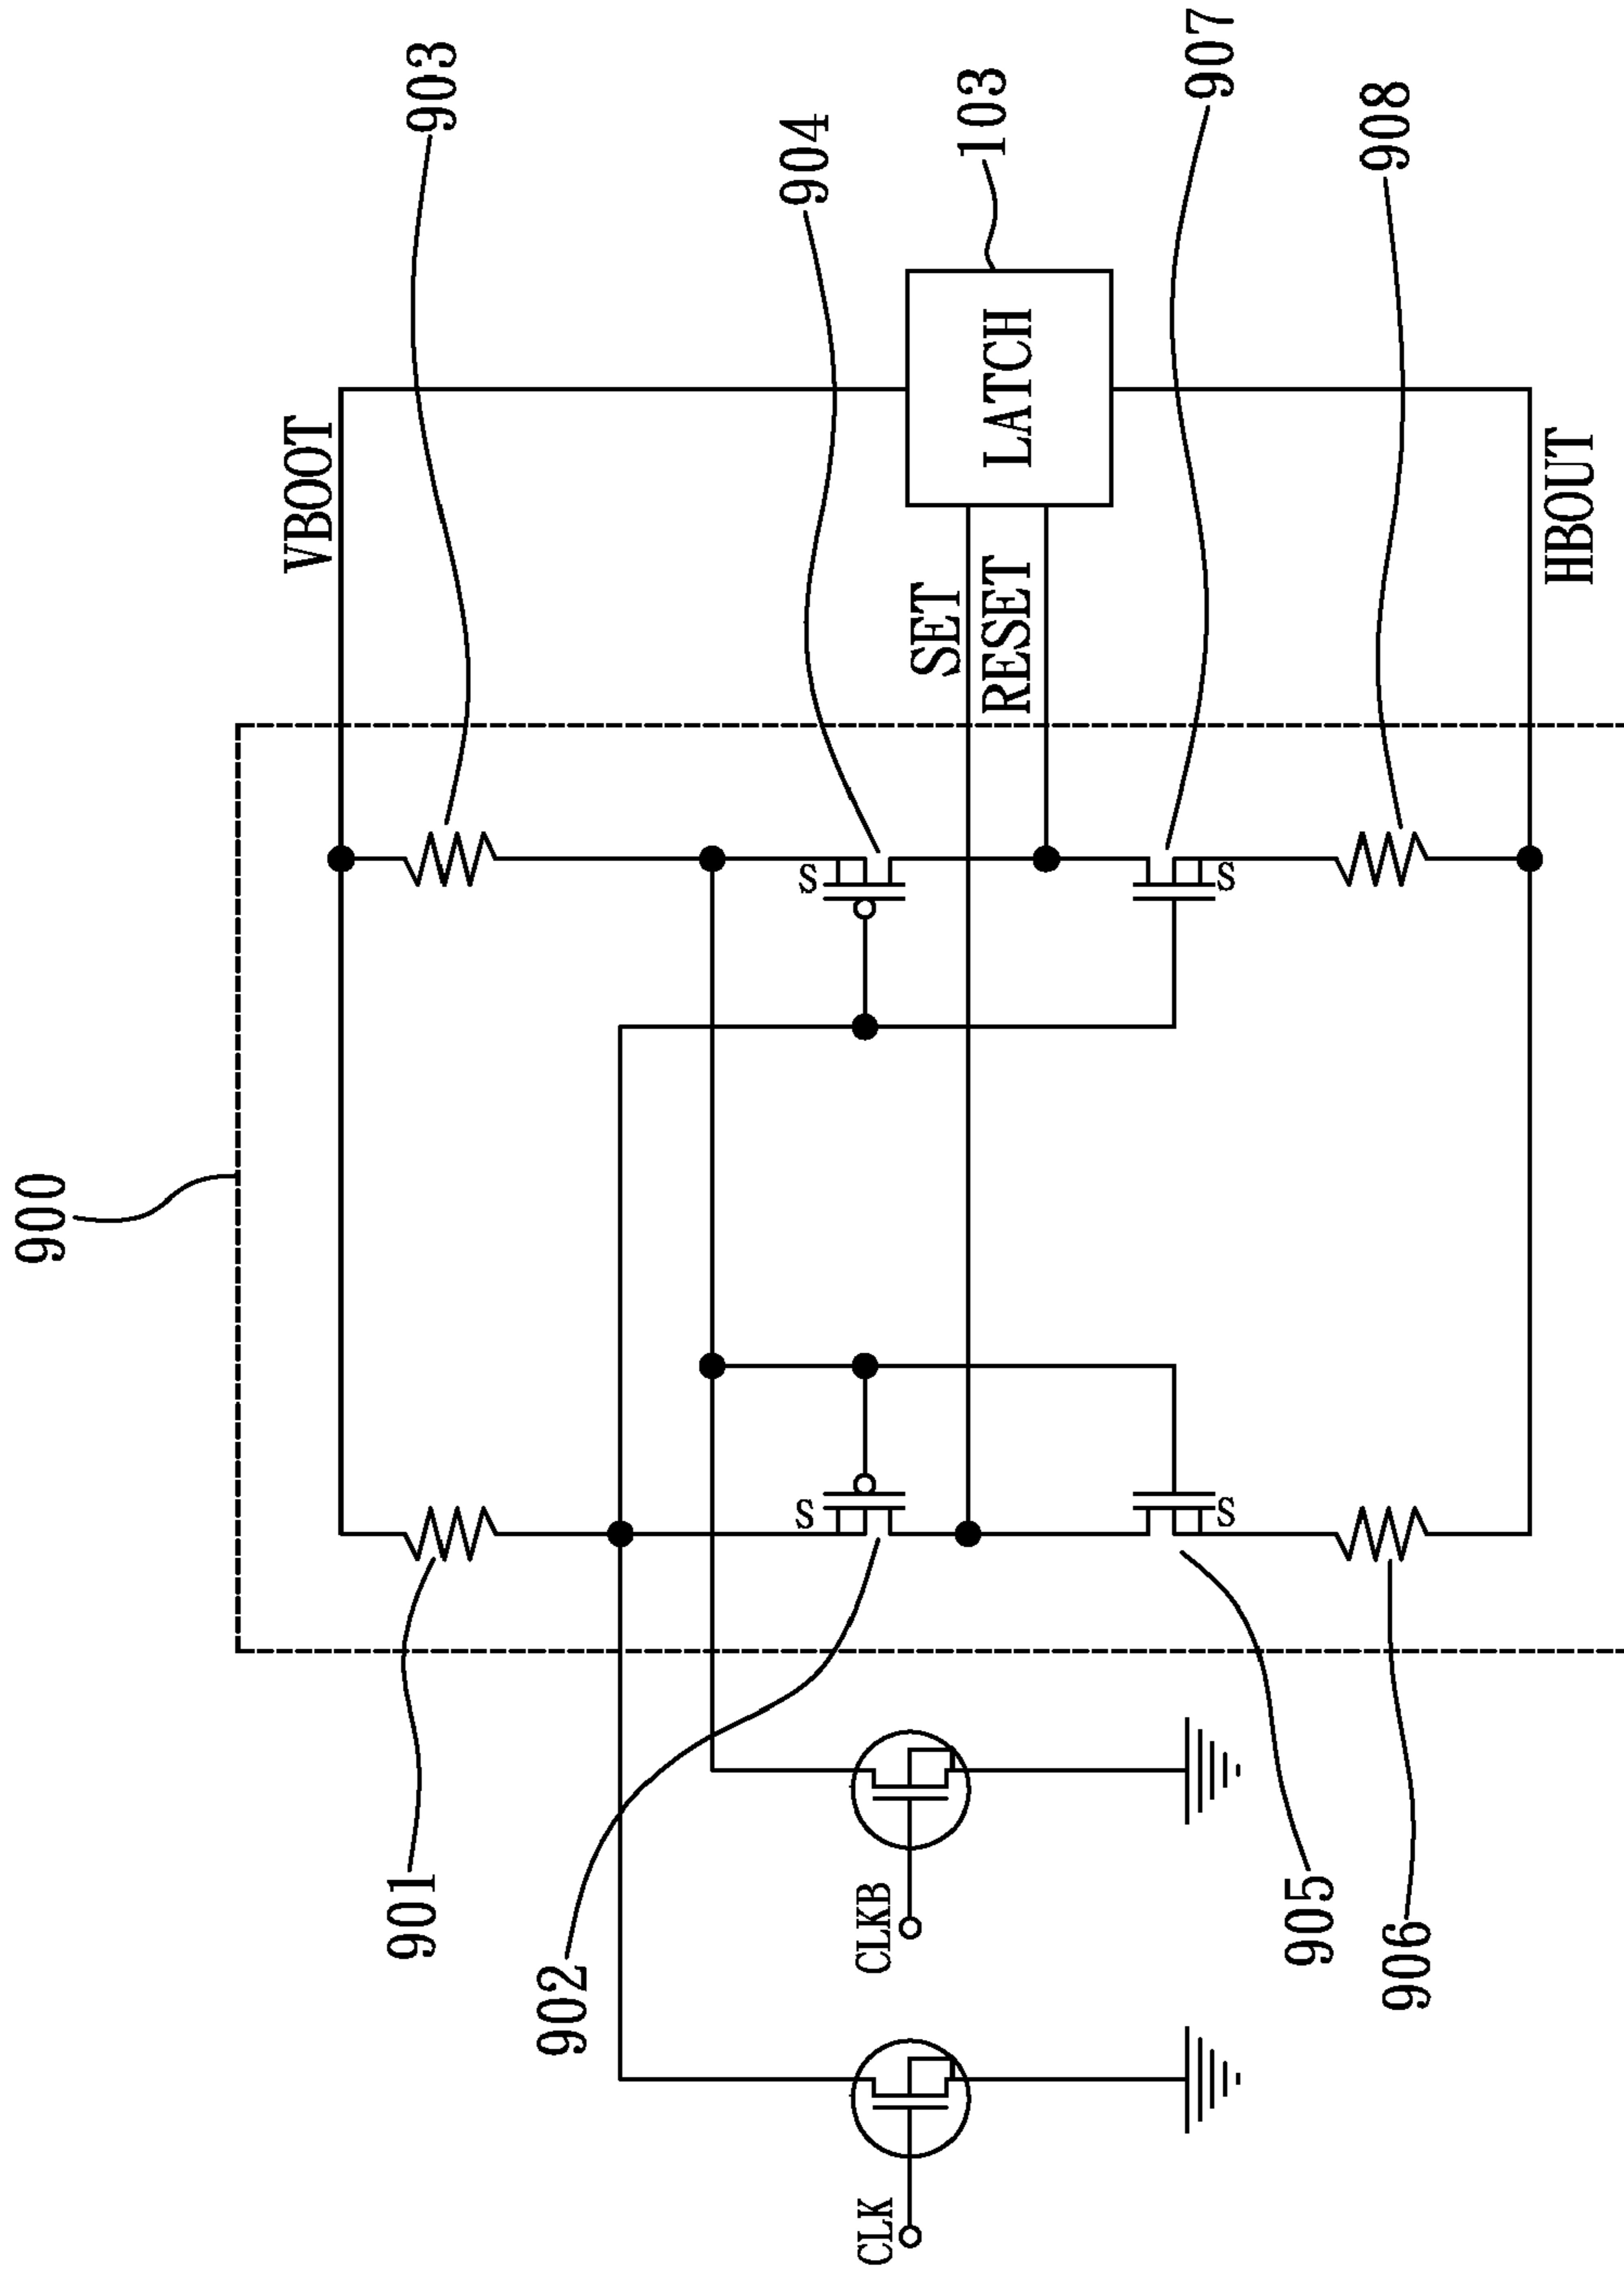 900
VBOOT
903
901
902
904
S
S
SET
RESET
LATCH
103
907
905
S
S
908
906
HBOUT
CLKB
CLK